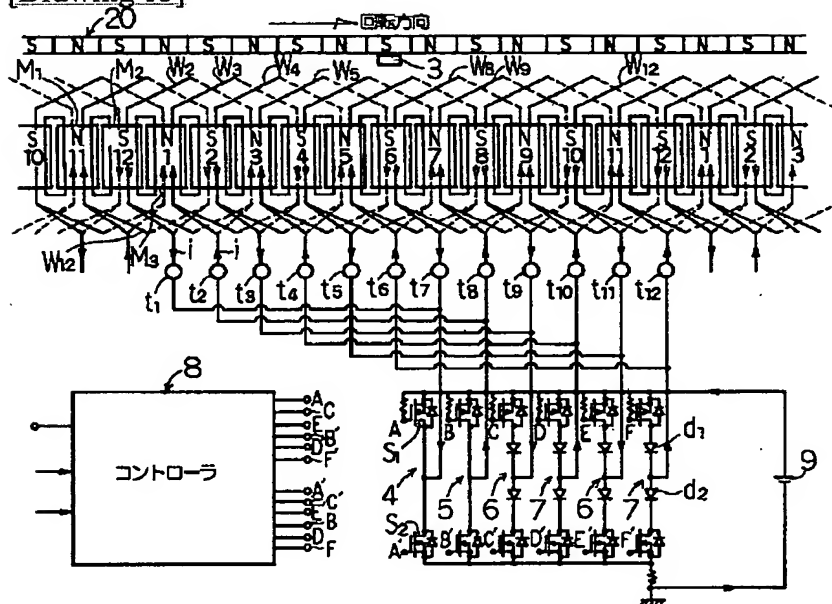 20 回転方向
S N S N S N S N S N S N S N S N S N
3
M1 M2 W2 W3 W4 W5 W8 W9 W12
S N S N S N S N S N S N S N S N S N
10 11 12 1 2 3 4 5 6 7 8 9 10 11 12 1 2 3
W12 M3 i i
t1 t2 t3 t4 t5 t6 t7 t8 t9 t10 t11 t12
8
コントローラ
A
C
E
B'
D'
F'
A'
C'
E'
B
D
F
A B C D E F
S1 d1
4 5 6 7 6 7 d2 9
S2
A' B' C' D' E' F'